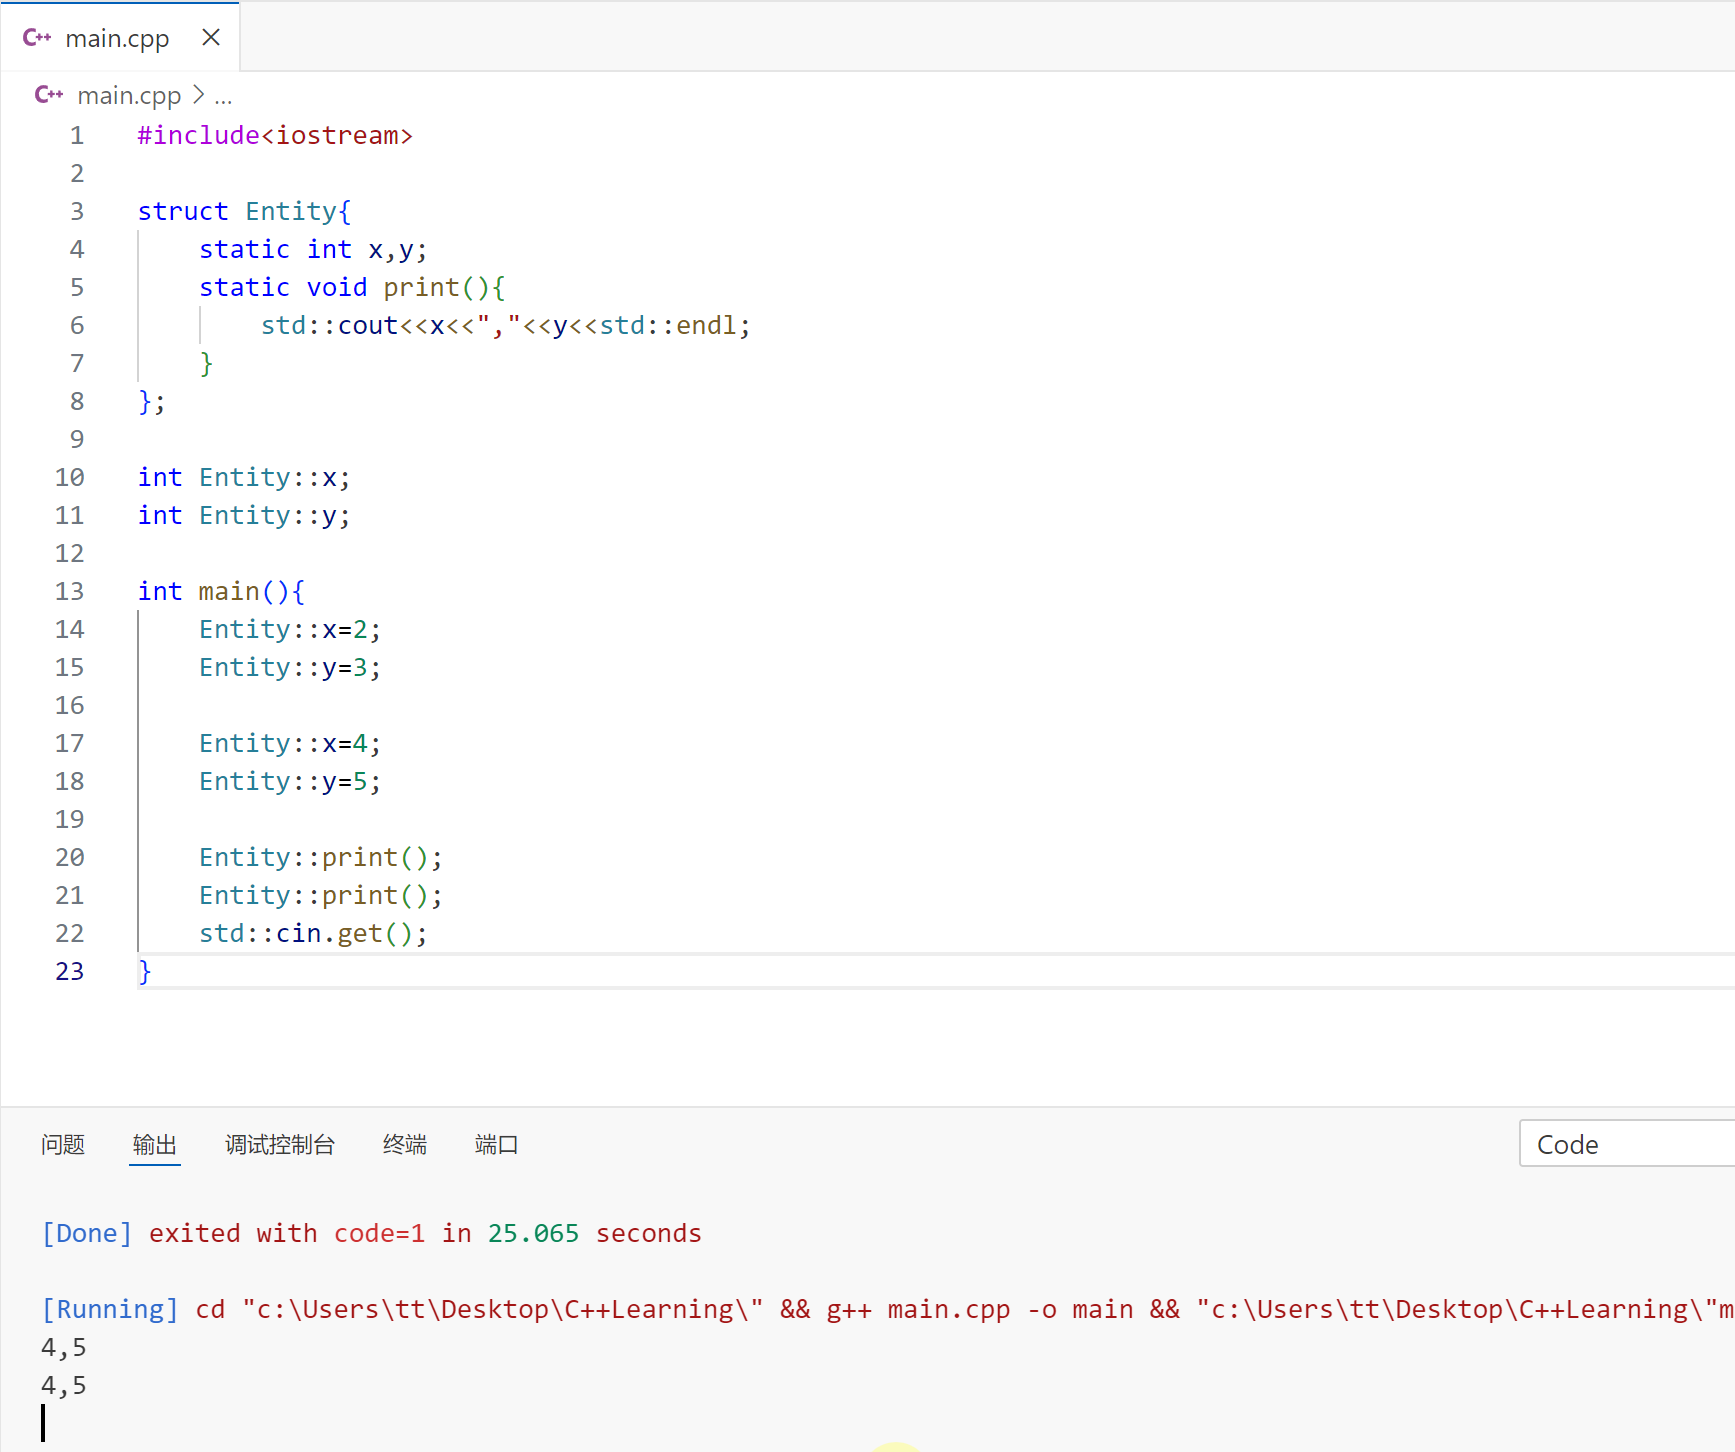 C++ main.cpp ×
C++ main.cpp > ...
1 #include<iostream>
2
3 struct Entity{
4     static int x,y;
5     static void print(){
6         std::cout<<x<<","<<y<<std::endl;
7     }
8 };
9
10 int Entity::x;
11 int Entity::y;
12
13 int main(){
14     Entity::x=2;
15     Entity::y=3;
16
17     Entity::x=4;
18     Entity::y=5;
19
20     Entity::print();
21     Entity::print();
22     std::cin.get();
23 }
问题 输出 调试控制台 终端 端口 Code
[Done] exited with code=1 in 25.065 seconds
[Running] cd "c:\Users\tt\Desktop\C++Learning\" && g++ main.cpp -o main && "c:\Users\tt\Desktop\C++Learning\"m
4,5
4,5